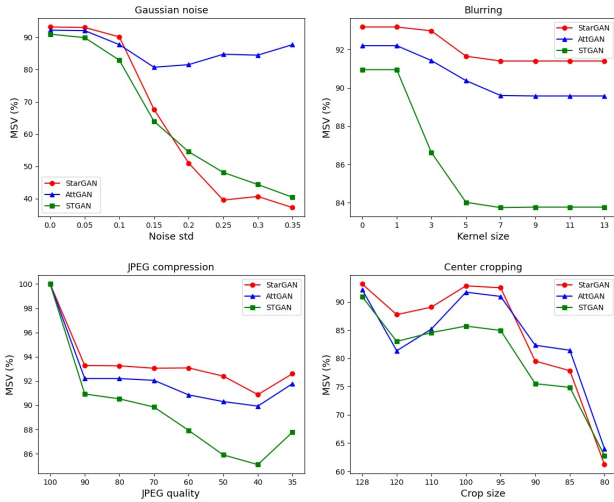 Gaussian noise
MSV (%)
90
80
70
60
50
40
StarGAN
AttGAN
STGAN
0.0 0.05 0.1 0.15 0.2 0.25 0.3 0.35
Noise std
Blurring
MSV (%)
92
90
88
86
84
StarGAN
AttGAN
STGAN
0 1 3 5 7 9 11 13
Kernel size
JPEG compression
MSV (%)
100
98
96
94
92
90
88
86
StarGAN
AttGAN
STGAN
100 90 80 70 60 50 40 35
JPEG quality
Center cropping
MSV (%)
90
85
80
75
70
65
60
StarGAN
AttGAN
STGAN
128 120 110 100 95 90 85 80
Crop size